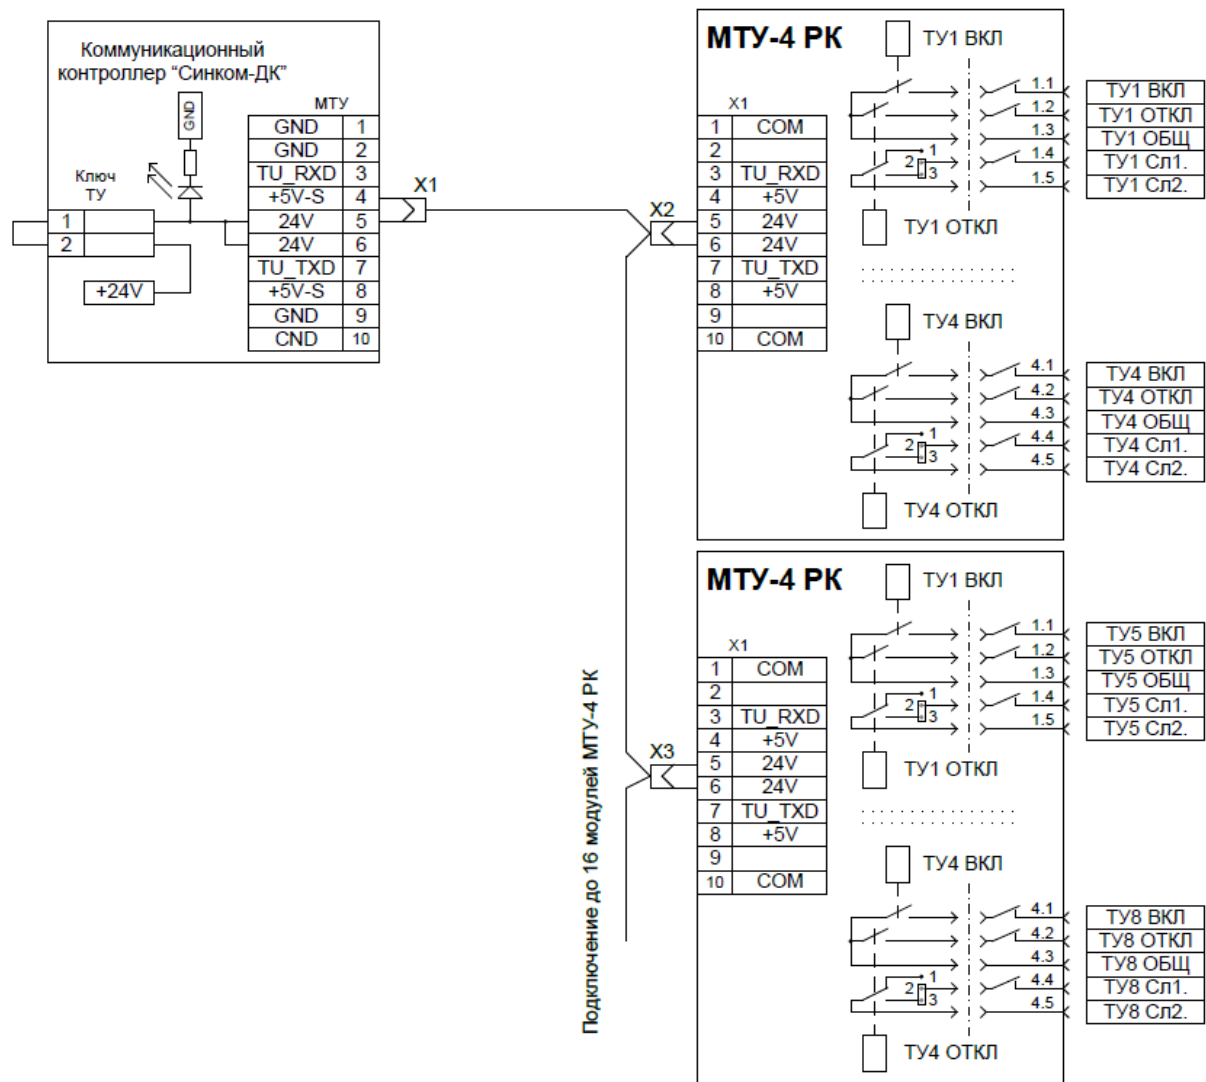 Коммуникационный
контроллер “Синком-ДК”
GND
Ключ
ТУ
1
2
+24V
МТУ
GND 1
GND 2
TU_RXD 3
+5V-S 4
24V 5
24V 6
TU_TXD 7
+5V-S 8
GND 9
CND 10
X1
X2
X3
Подключение до 16 модулей МТУ-4 РК
МТУ-4 РК
X1
1 COM
2
3 TU_RXD
4 +5V
5 24V
6 24V
7 TU_TXD
8 +5V
9
10 COM
ТУ1 ВКЛ
1.1 ТУ1 ВКЛ
1.2 ТУ1 ОТКЛ
1.3 ТУ1 ОБЩ
1
2
3
1.4 ТУ1 Сл1.
1.5 ТУ1 Сл2.
ТУ1 ОТКЛ
ТУ4 ВКЛ
4.1 ТУ4 ВКЛ
4.2 ТУ4 ОТКЛ
4.3 ТУ4 ОБЩ
1
2
3
4.4 ТУ4 Сл1.
4.5 ТУ4 Сл2.
ТУ4 ОТКЛ
МТУ-4 РК
X1
1 COM
2
3 TU_RXD
4 +5V
5 24V
6 24V
7 TU_TXD
8 +5V
9
10 COM
ТУ1 ВКЛ
1.1 ТУ5 ВКЛ
1.2 ТУ5 ОТКЛ
1.3 ТУ5 ОБЩ
1
2
3
1.4 ТУ5 Сл1.
1.5 ТУ5 Сл2.
ТУ1 ОТКЛ
ТУ4 ВКЛ
4.1 ТУ8 ВКЛ
4.2 ТУ8 ОТКЛ
4.3 ТУ8 ОБЩ
1
2
3
4.4 ТУ8 Сл1.
4.5 ТУ8 Сл2.
ТУ4 ОТКЛ